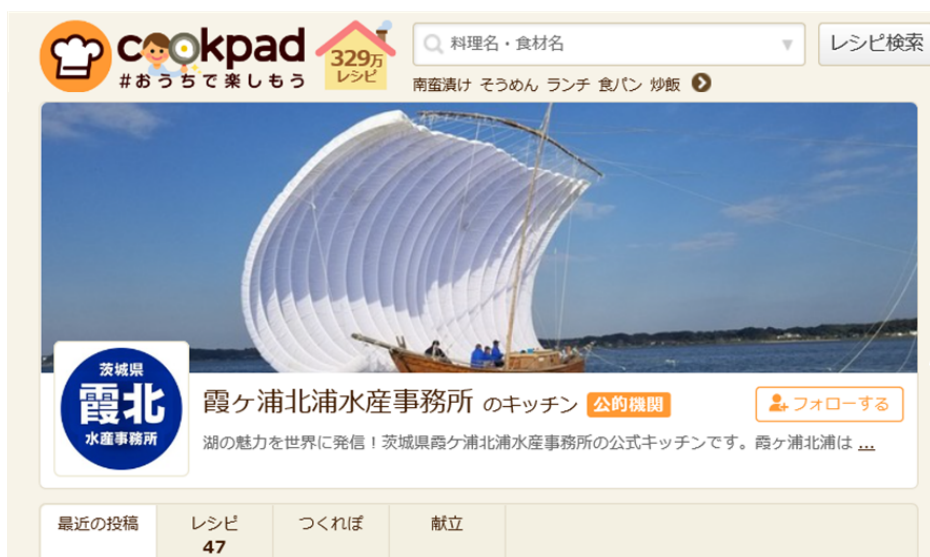 cookpad
#おうちで楽しもう
329万
レシピ
料理名・食材名
レシピ検索
南蛮漬け そうめん ランチ 食パン 炒飯
茨城県
霞北
水産事務所
霞ヶ浦北浦水産事務所 のキッチン 公的機関
フォローする
湖の魅力を世界に発信！茨城県霞ケ浦北浦水産事務所の公式キッチンです。霞ヶ浦北浦は ...
最近の投稿
レシピ
47
つくれぽ
献立